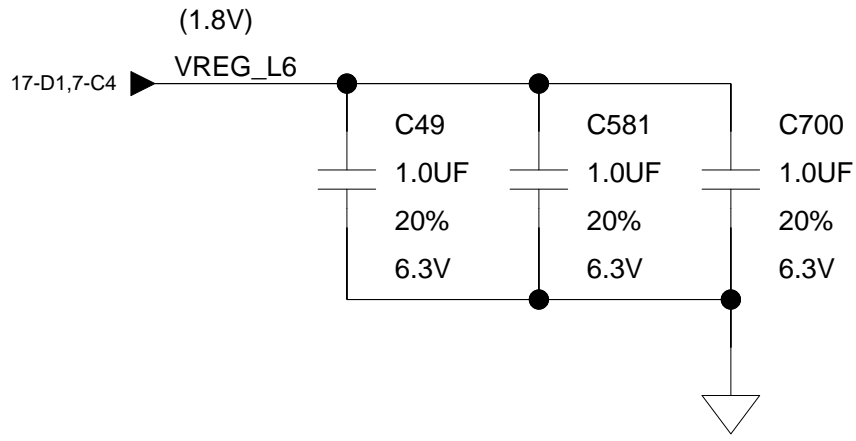 (1.8V)
17-D1,7-C4
VREG_L6
C49
1.0UF
20%
6.3V
C581
1.0UF
20%
6.3V
C700
1.0UF
20%
6.3V